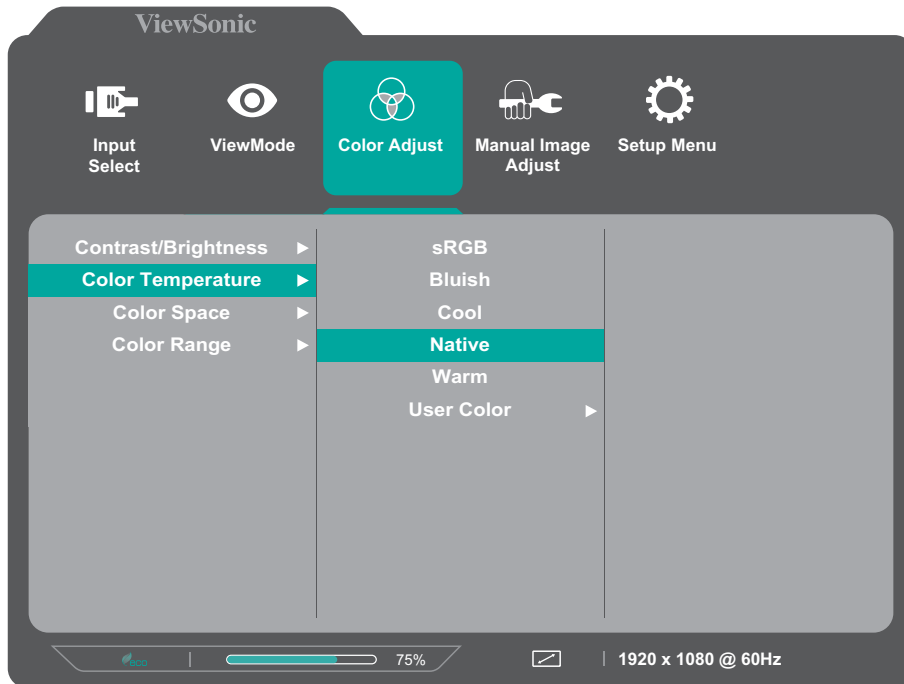 ViewSonic
Input
Select
ViewMode
Color Adjust
Manual Image
Adjust
Setup Menu
Contrast/Brightness
Color Temperature
Color Space
Color Range
sRGB
Bluish
Cool
Native
Warm
User Color
eco
75%
1920 x 1080 @ 60Hz